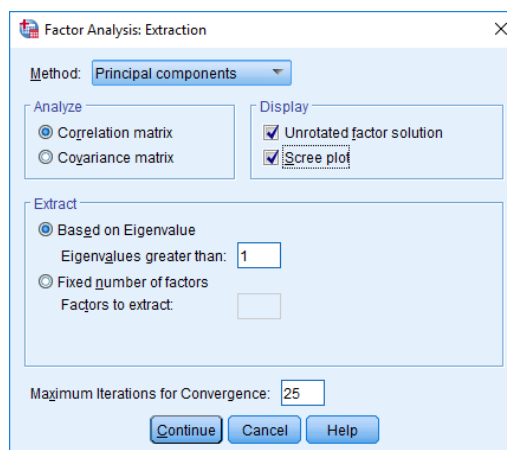 Factor Analysis: Extraction
Method: Principal components
Analyze
Correlation matrix
Covariance matrix
Display
Unrotated factor solution
Scree plot
Extract
Based on Eigenvalue
Eigenvalues greater than: 1
Fixed number of factors
Factors to extract:
Maximum Iterations for Convergence: 25
Continue Cancel Help